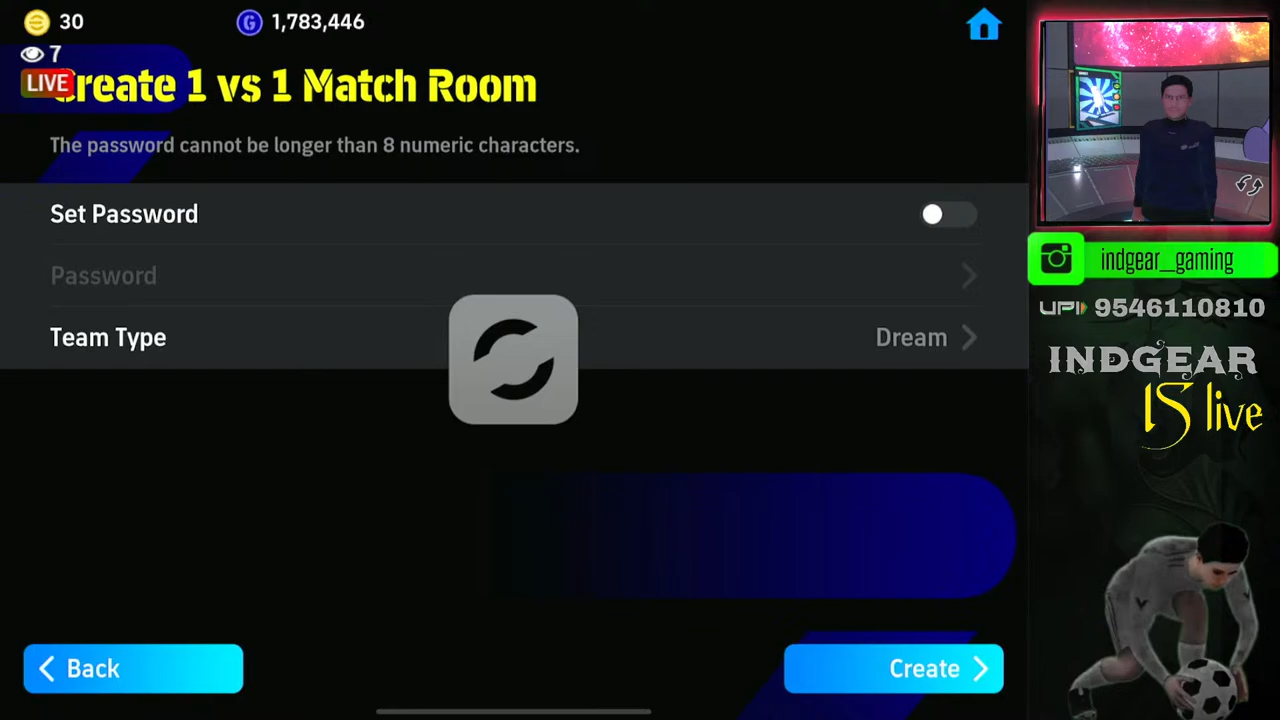 30
1,783,446
7
LIVE
Create 1 vs 1 Match Room
The password cannot be longer than 8 numeric characters.
Set Password
Password
Team Type
Dream
Back
Create
indgear_gaming
UPI 9546110810
INDGEAR
IS live